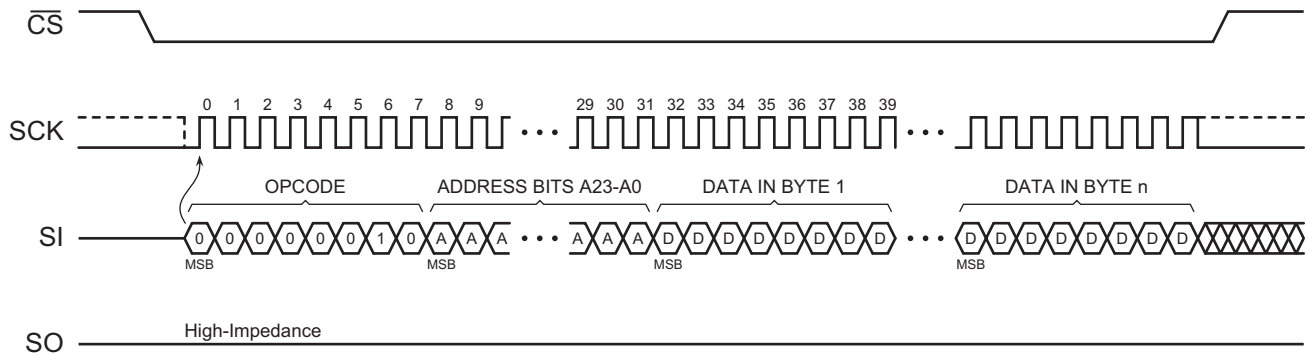 CS
0 1 2 3 4 5 6 7 8 9 29 30 31 32 33 34 35 36 37 38 39
SCK
OPCODE ADDRESS BITS A23-A0 DATA IN BYTE 1 DATA IN BYTE n
SI 0 0 0 0 0 0 1 0 A A A A A A D D D D D D D D D D D D D D D D
MSB MSB MSB MSB
High-Impedance
SO